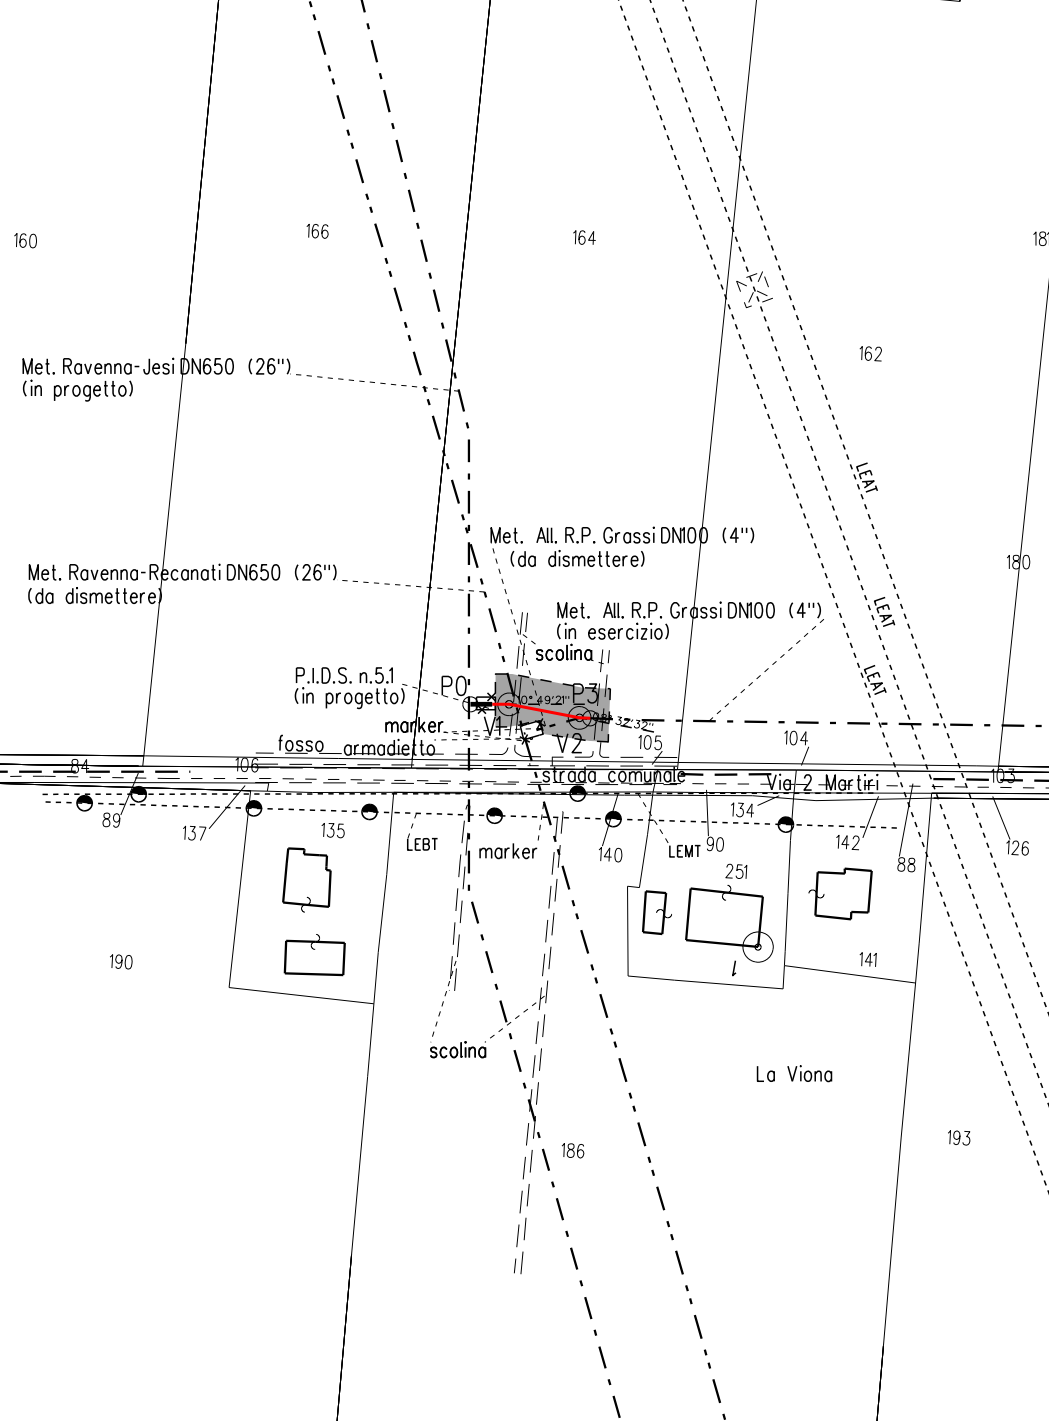 160
166
164
181
162
Met. Ravenna-Jesi DN650 (26")
(in progetto)
LEAT
Met. All. R.P. Grassi DN100 (4")
(da dismettere)
180
Met. Ravenna-Recanati DN650 (26")
(da dismettere)
LEAT
Met. All. R.P. Grassi DN100 (4")
(in esercizio)
scolina
LEAT
P.I.D.S. n.5.1
(in progetto)
P0
P3
marker
V1
V2
fosso
armadietto
105
104
84
106
strada comunale
Via 2 Martiri
103
89
137
135
LEBT
marker
140
LEMT
90
134
142
88
126
251
190
141
1
scolina
La Viona
186
193